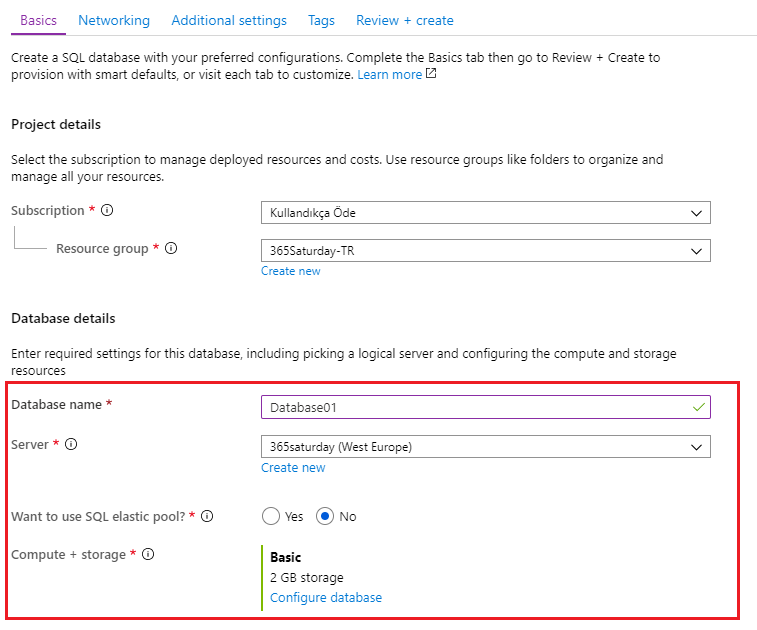 Basics Networking Additional settings Tags Review + create
Create a SQL database with your preferred configurations. Complete the Basics tab then go to Review + Create to
provision with smart defaults, or visit each tab to customize. Learn more
Project details
Select the subscription to manage deployed resources and costs. Use resource groups like folders to organize and
manage all your resources.
Subscription * Kullandıkça Öde
Resource group * 365Saturday-TR
Create new
Database details
Enter required settings for this database, including picking a logical server and configuring the compute and storage
resources
Database name * Database01
Server * 365saturday (West Europe)
Create new
Want to use SQL elastic pool? * Yes No
Compute + storage * Basic
2 GB storage
Configure database